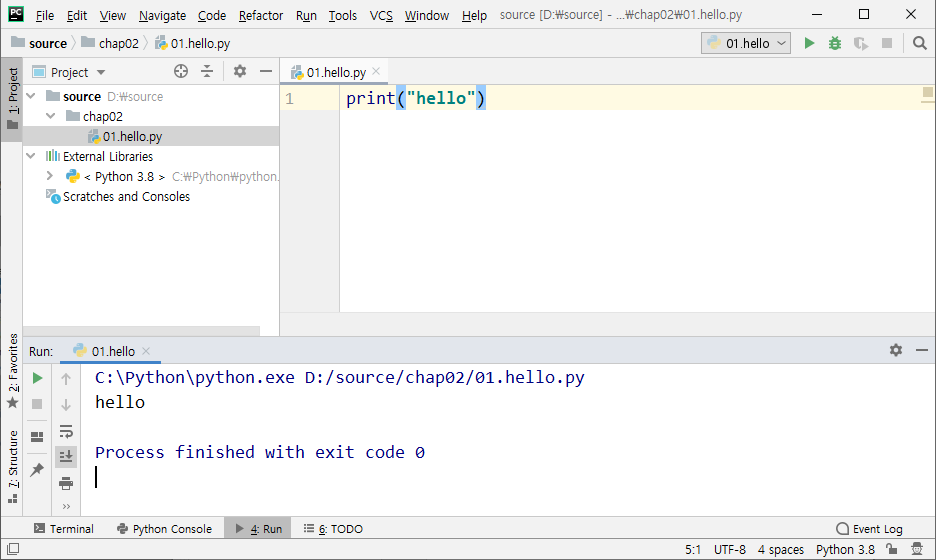 PC File Edit View Navigate Code Refactor Run Tools VCS Window Help source [D:₩source] - ...₩chap02₩01.hello.py
source chap02 01.hello.py 01.hello
1: Project
Project
source D:₩source
chap02
01.hello.py
External Libraries
< Python 3.8 > C:₩Python₩python.
Scratches and Consoles
01.hello.py
1 print("hello")
2: Favorites
7: Structure
Run: 01.hello
C:\Python\python.exe D:/source/chap02/01.hello.py
hello
Process finished with exit code 0
Terminal Python Console 4: Run 6: TODO Event Log
5:1 UTF-8 4 spaces Python 3.8